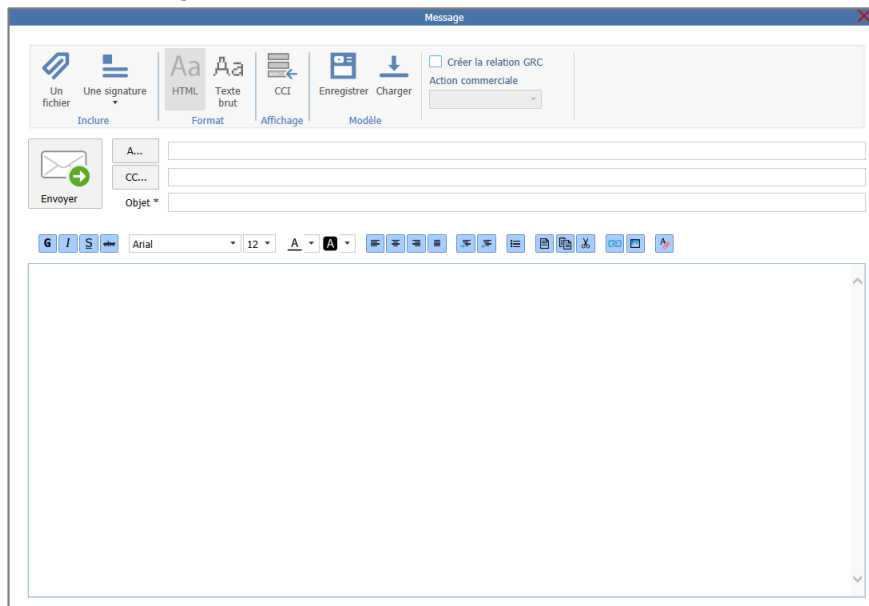 Message
Un fichier
Une signature
Inclure
Aa
HTML
Aa
Texte brut
Format
CCI
Affichage
Enregistrer
Charger
Modèle
Créer la relation GRC
Action commerciale
Envoyer
A...
CC...
Objet *
G I S abc Arial 12 A A